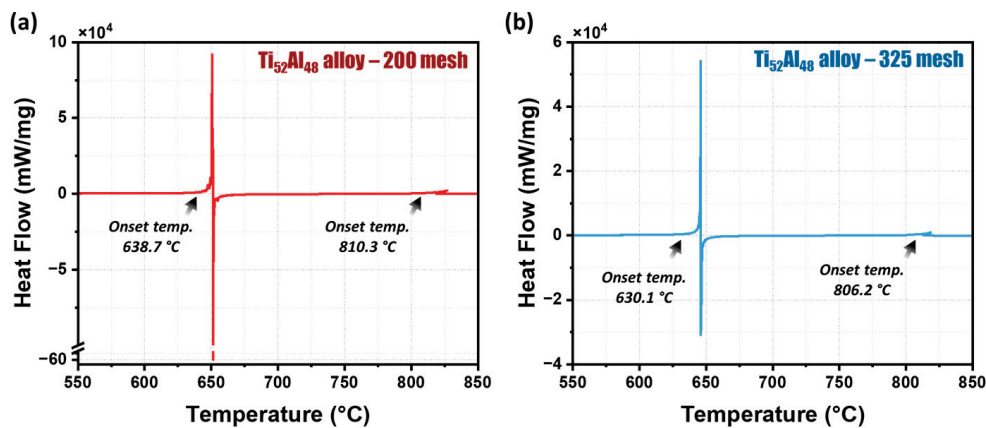 (a)
×10⁴
Ti₅₂Al₄₈ alloy – 200 mesh
10
5
0
−5
−60
Heat Flow (mW/mg)
Onset temp.
638.7 °C
Onset temp.
810.3 °C
550 600 650 700 750 800 850
Temperature (°C)
(b)
×10⁴
Ti₅₂Al₄₈ alloy – 325 mesh
6
4
2
0
−2
−4
Heat Flow (mW/mg)
Onset temp.
630.1 °C
Onset temp.
806.2 °C
550 600 650 700 750 800 850
Temperature (°C)